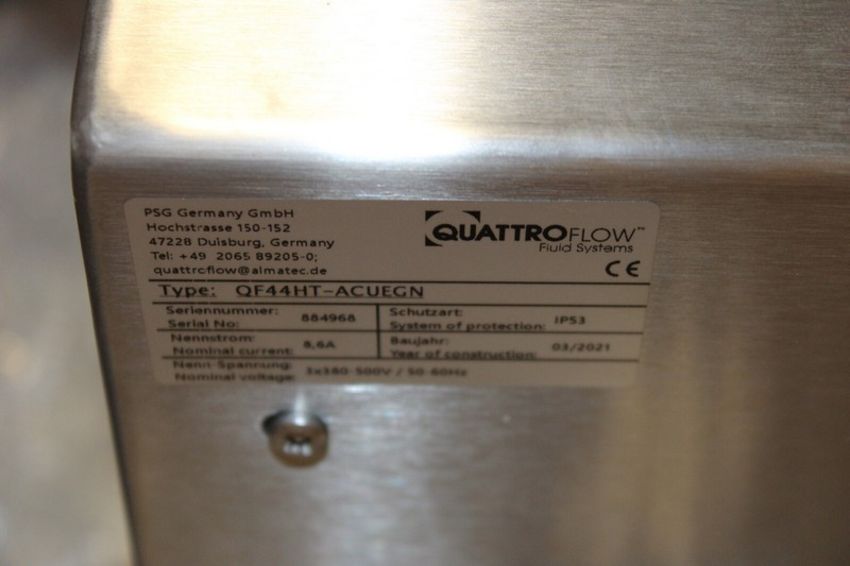 PSG Germany GmbH
Hochstrasse 150-152
47228 Duisburg, Germany
Tel: +49 2065 89205-0;
quattroflow@almatec.de
QUATTROFLOW™
Fluid Systems
CE
Type: QF44HT-ACUEGN
Seriennummer:
Serial No: 884968
Schutzart:
System of protection: IP53
Nennstrom:
Nominal current: 8,6A
Baujahr:
Year of construction: 03/2021
Nenn-Spannung:
Nominal voltage: 3x380-500V / 50-60Hz